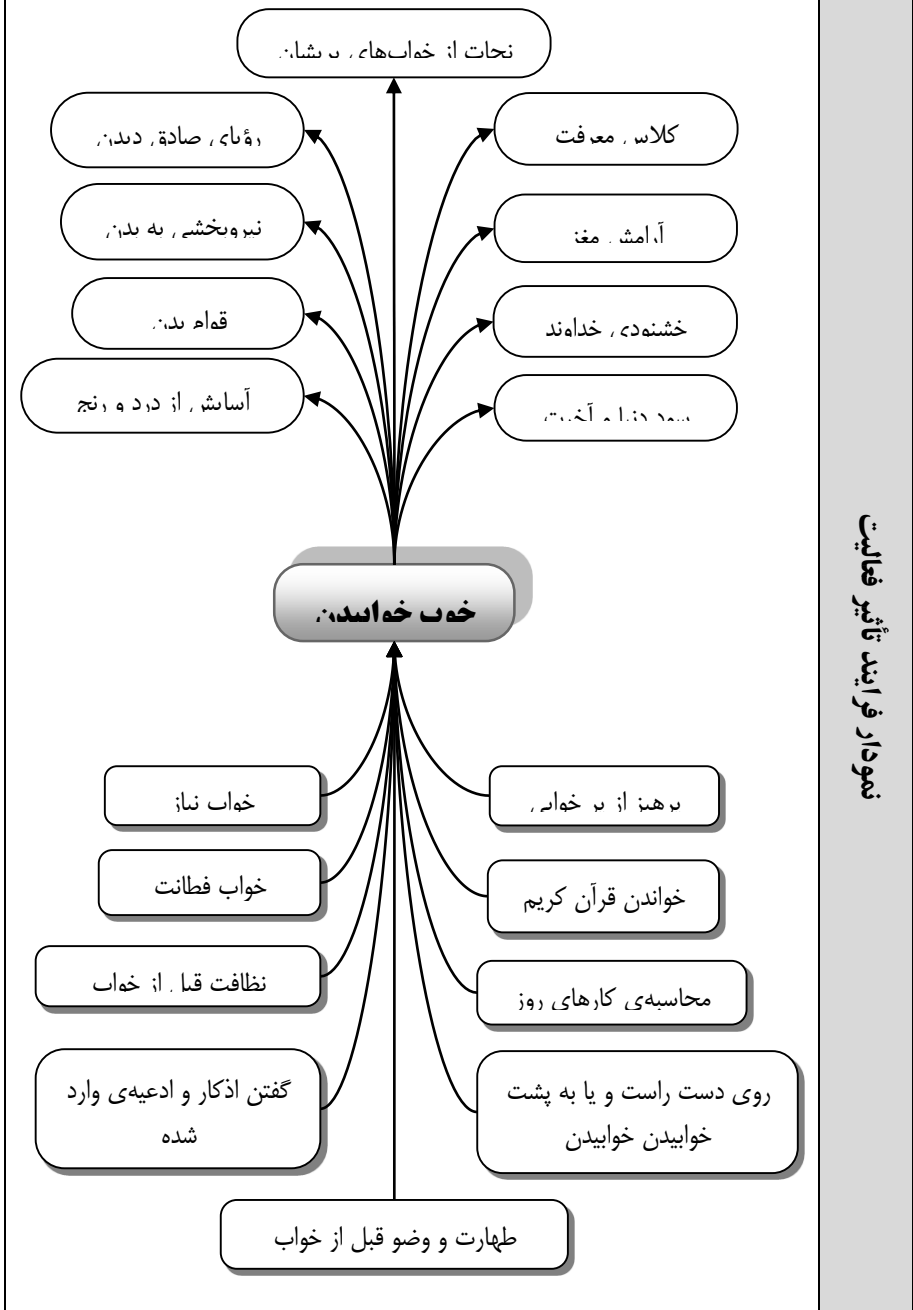 نمودار فرایند تأثیر فعالیت
نجات از خواب‌های پریشان
کلاس معرفت
رؤیای صادق دیدن
آرامش مغز
نیروبخشی به بدن
خشنودی خداوند
قوام بدن
سود دنیا و آخرت
آسایش از درد و رنج
خوب خوابیدن
پرهیز از پر خوابی
خواب نیاز
خواندن قرآن کریم
خواب فطانت
محاسبه‌ی کارهای روز
نظافت قبل از خواب
روی دست راست و یا به پشت
خوابیدن خوابیدن
گفتن اذکار و ادعیه‌ی وارد
شده
طهارت و وضو قبل از خواب